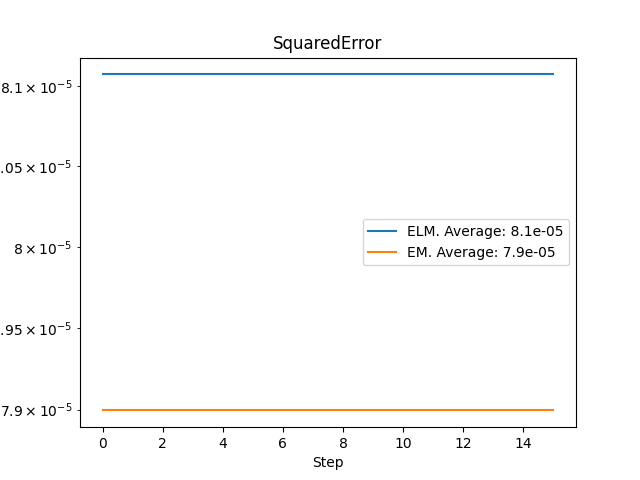 SquaredError
8.1 × 10⁻⁵
.05 × 10⁻⁵
8 × 10⁻⁵
.95 × 10⁻⁵
7.9 × 10⁻⁵
ELM. Average: 8.1e-05
EM. Average: 7.9e-05
0 2 4 6 8 10 12 14
Step